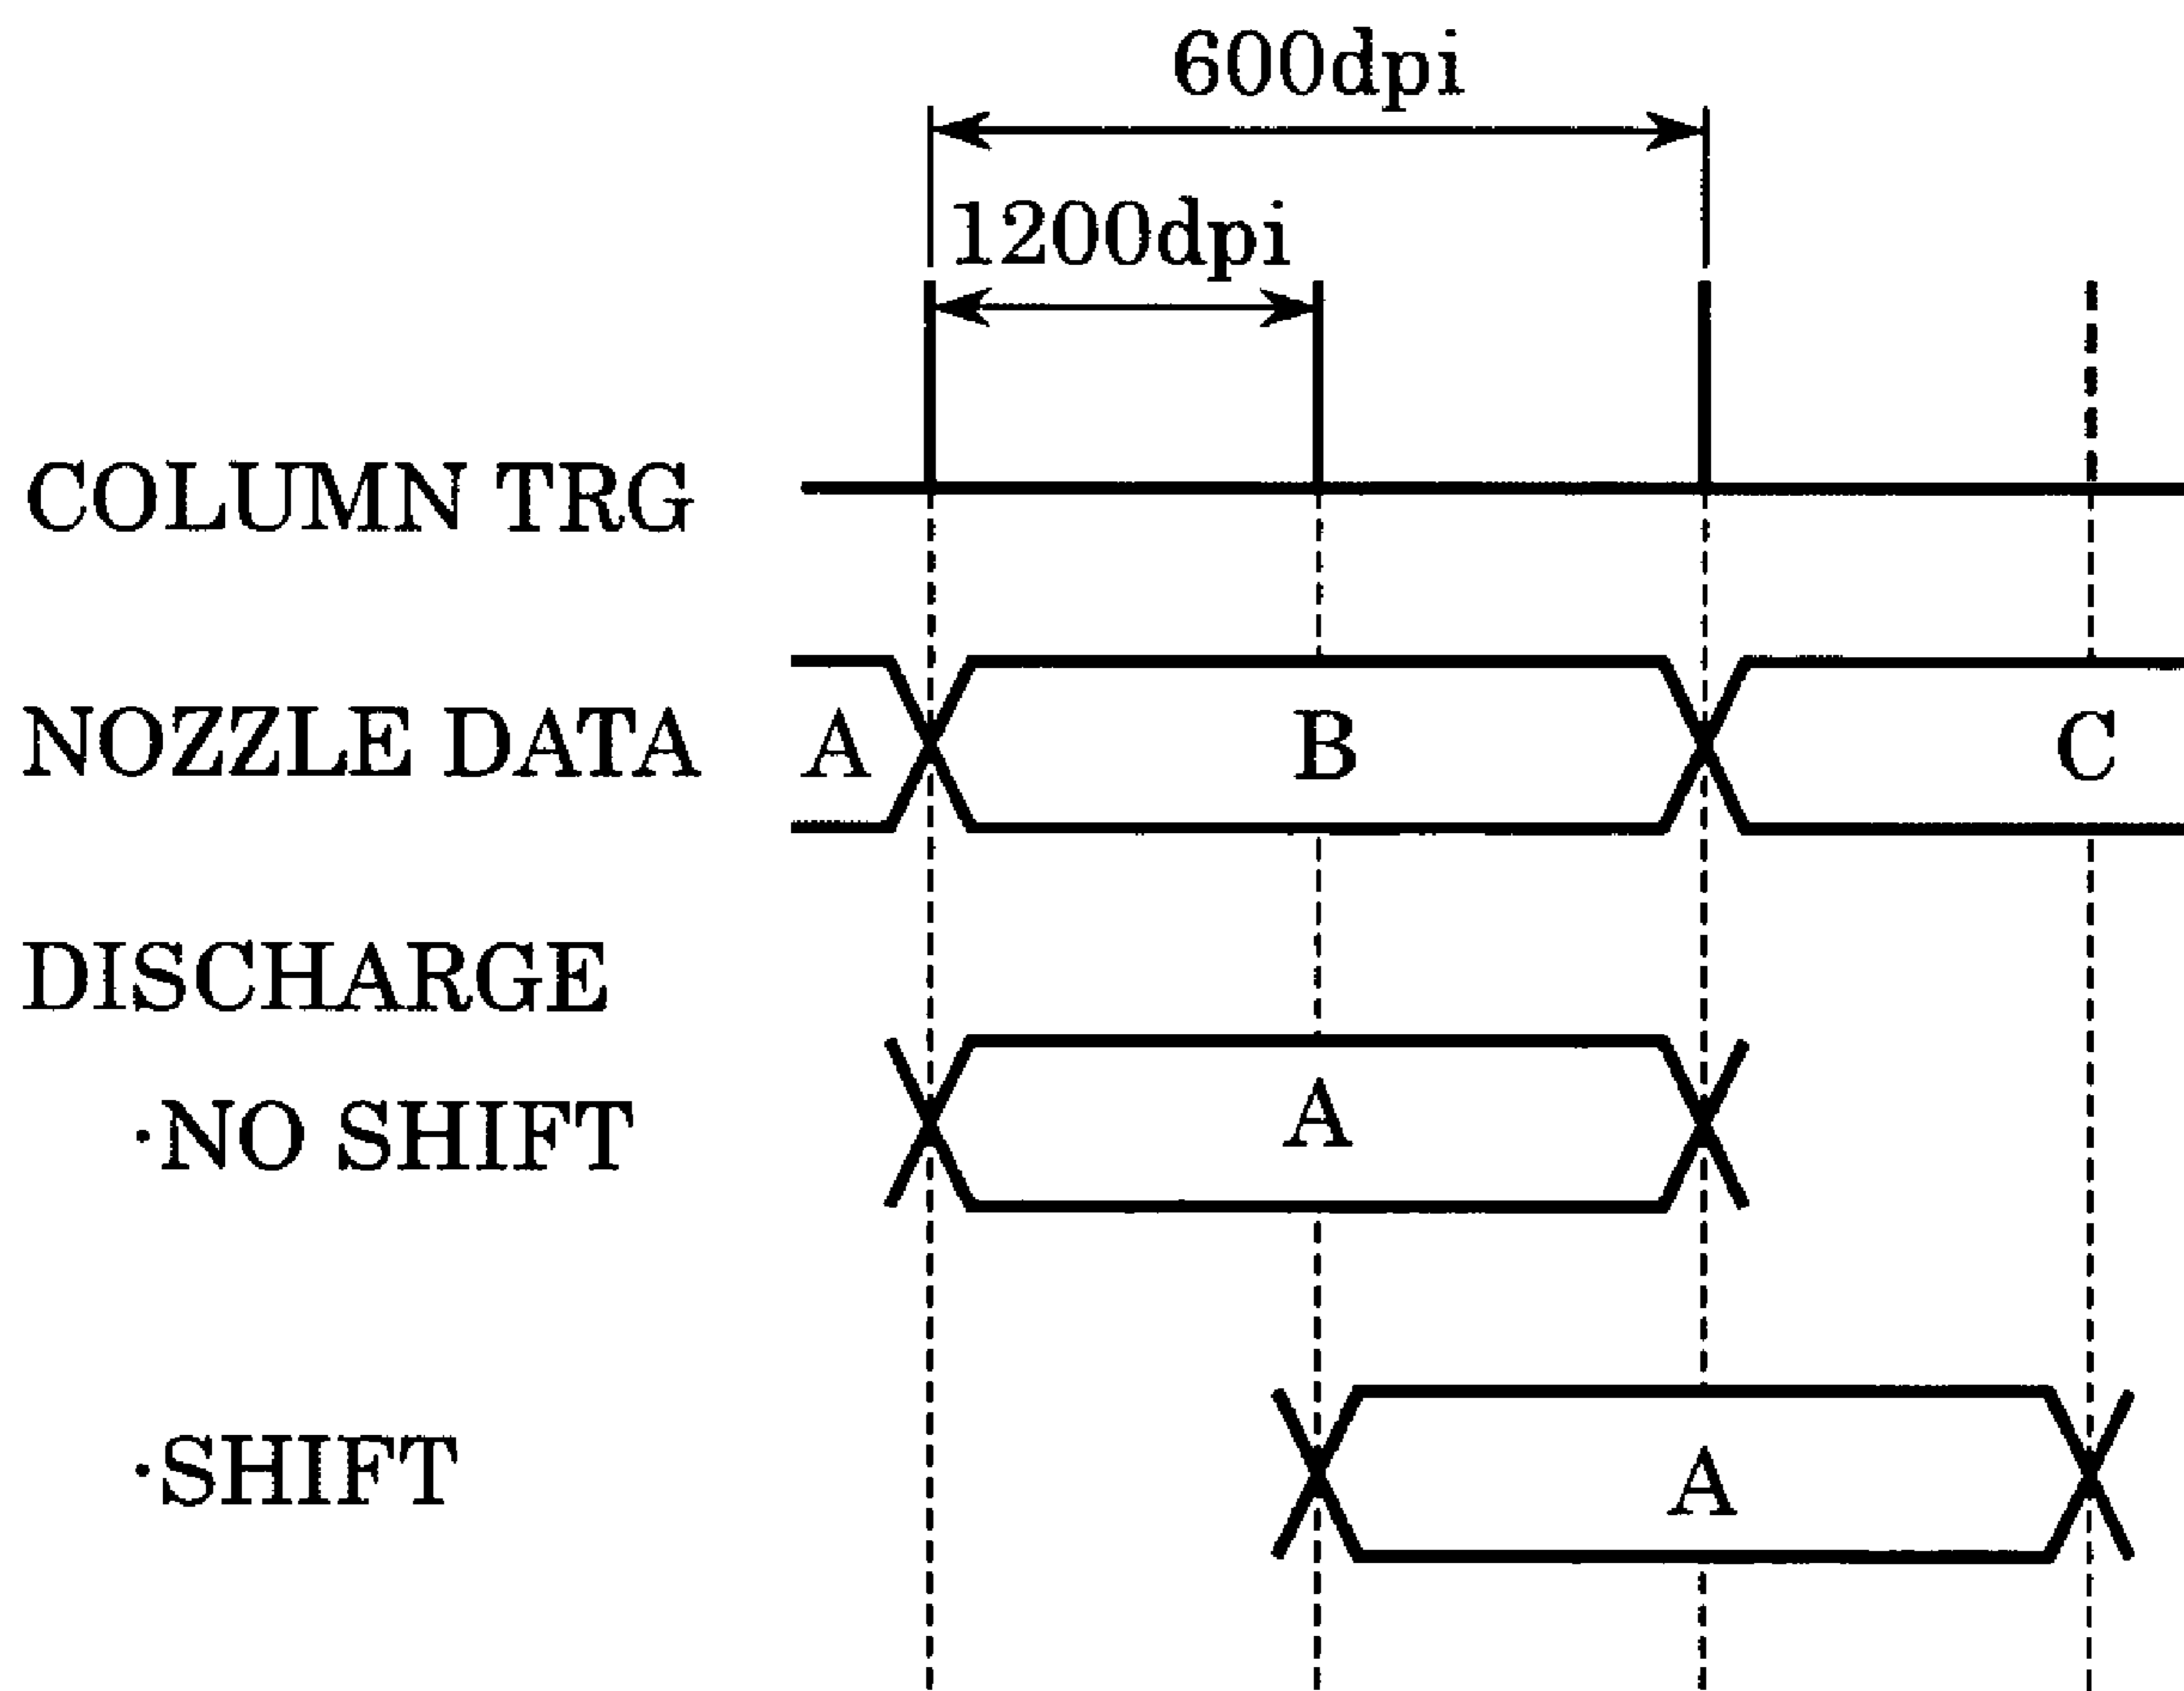 600dpi
1200dpi
COLUMN TRG
NOZZLE DATA A B C
DISCHARGE
·NO SHIFT A
·SHIFT A